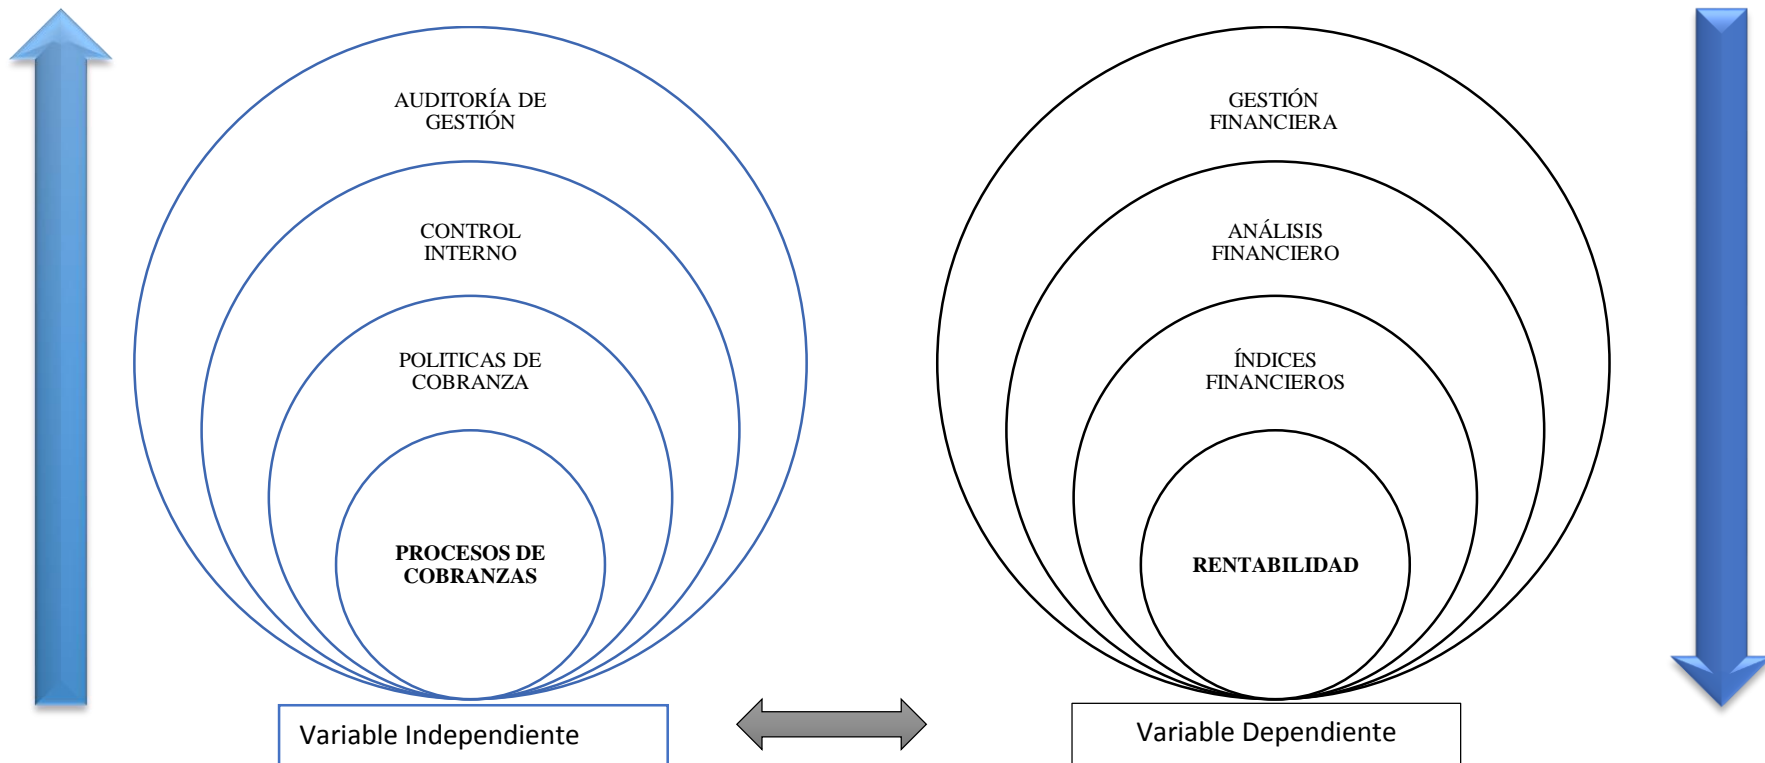 AUDITORÍA DE
GESTIÓN
CONTROL
INTERNO
POLITICAS DE
COBRANZA
PROCESOS DE
COBRANZAS
Variable Independiente
GESTIÓN
FINANCIERA
ANÁLISIS
FINANCIERO
ÍNDICES
FINANCIEROS
RENTABILIDAD
Variable Dependiente